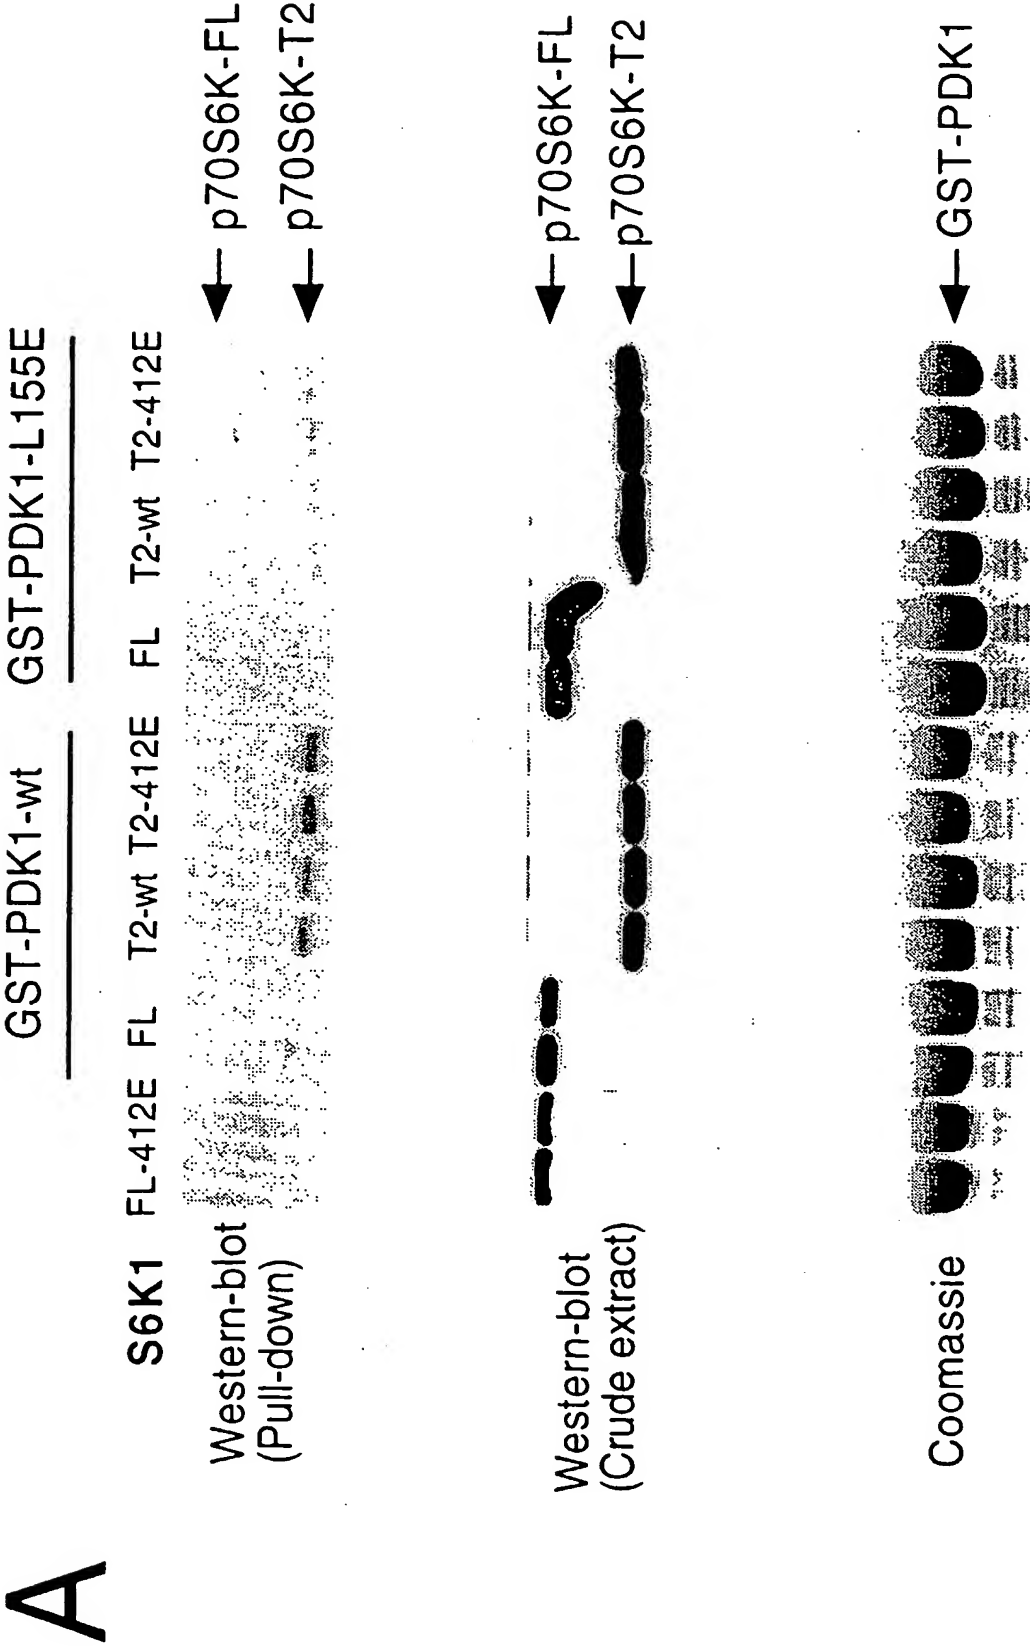 A
GST-PDK1-wt GST-PDK1-L155E
S6K1 FL-412E FL T2-wt T2-412E FL T2-wt T2-412E
Western-blot
(Pull-down)
p70S6K-FL
p70S6K-T2
Western-blot
(Crude extract)
p70S6K-FL
p70S6K-T2
Coomassie
GST-PDK1